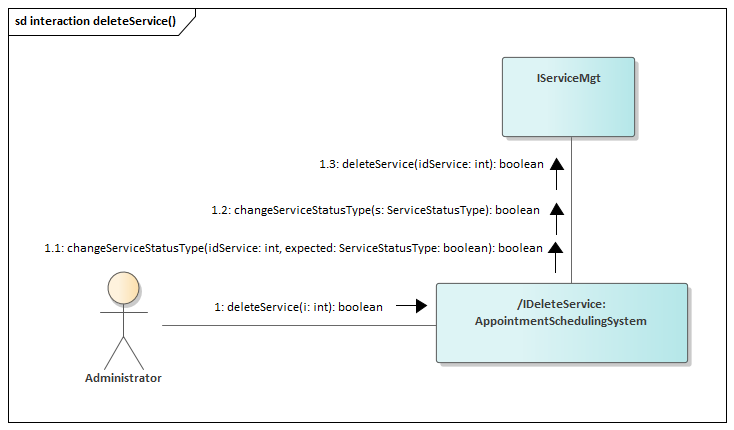 sd interaction deleteService()
IServiceMgt
1.3: deleteService(idService: int): boolean
1.2: changeServiceStatusType(s: ServiceStatusType): boolean
1.1: changeServiceStatusType(idService: int, expected: ServiceStatusType: boolean): boolean
1: deleteService(i: int): boolean
/IDeleteService:
AppointmentSchedulingSystem
Administrator